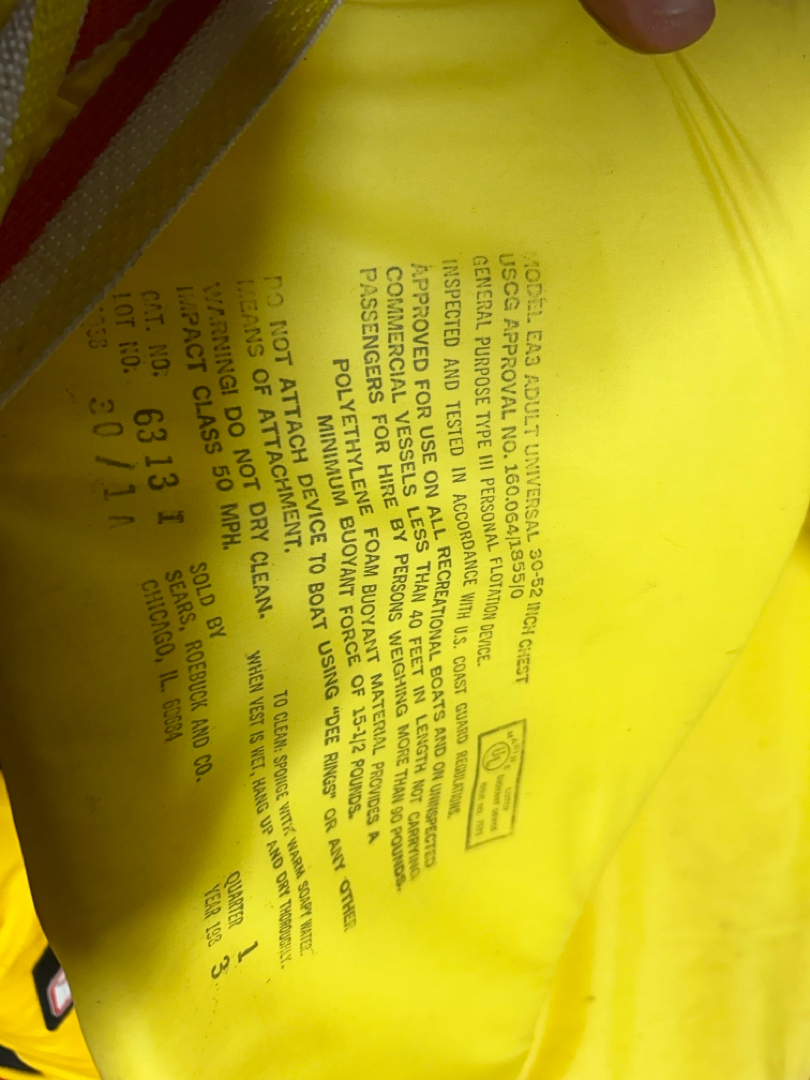 MODEL EA3 ADULT UNIVERSAL 30-52 INCH CHEST
USCG APPROVAL NO. 160.064/1855/0
GENERAL PURPOSE TYPE III PERSONAL FLOTATION DEVICE.
INSPECTED AND TESTED IN ACCORDANCE WITH U.S. COAST GUARD REGULATIONS.
APPROVED FOR USE ON ALL RECREATIONAL BOATS AND ON UNINSPECTED
COMMERCIAL VESSELS LESS THAN 40 FEET IN LENGTH NOT CARRYING
PASSENGERS FOR HIRE BY PERSONS WEIGHING MORE THAN 90 POUNDS.
POLYETHYLENE FOAM BUOYANT MATERIAL PROVIDES A
MINIMUM BUOYANT FORCE OF 15-1/2 POUNDS.
DO NOT ATTACH DEVICE TO BOAT USING "DEE RINGS" OR ANY OTHER
MEANS OF ATTACHMENT.
TO CLEAN: SPONGE WITH WARM SOAPY WATER.
WARNING! DO NOT DRY CLEAN. WHEN VEST IS WET, HANG UP AND DRY THOROUGHLY.
IMPACT CLASS 50 MPH.
CAT. NO: 6313
LOT NO:
SOLD BY
SEARS, ROEBUCK AND CO.
CHICAGO, IL. 60684
QUARTER 1
YEAR 198 3
UL